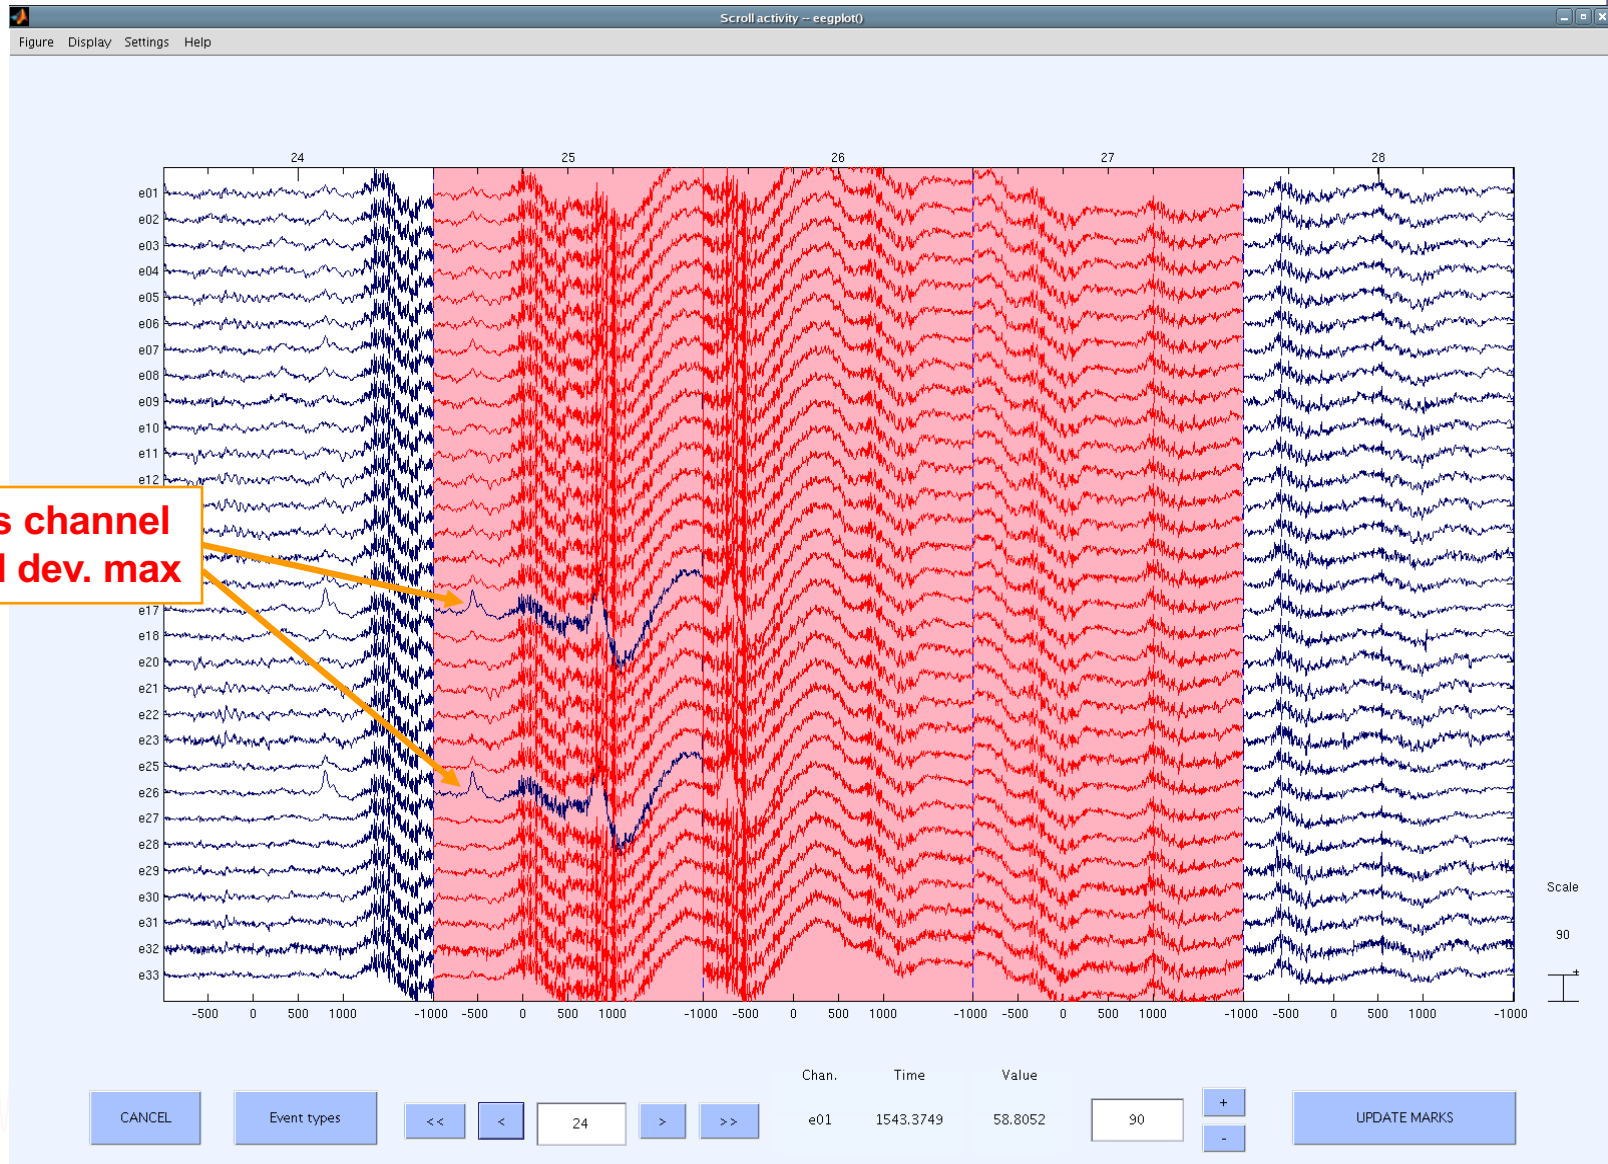 Scroll activity -- eegplot()
Figure Display Settings Help
24 25 26 27 28
e01
e02
e03
e04
e05
e06
e07
e08
e09
e10
e11
e12
s channel
dev. max
e17
e18
e20
e21
e22
e23
e25
e26
e27
e28
e29
e30
e31
e32
e33
Scale
90
+
-500 0 500 1000 -1000 -500 0 500 1000 -1000 -500 0 500 1000 -1000 -500 0 500 1000 -1000 -500 0 500 1000 -1000
Chan. Time Value
CANCEL Event types << < 24 > >> e01 1543.3749 58.8052 90 + - UPDATE MARKS